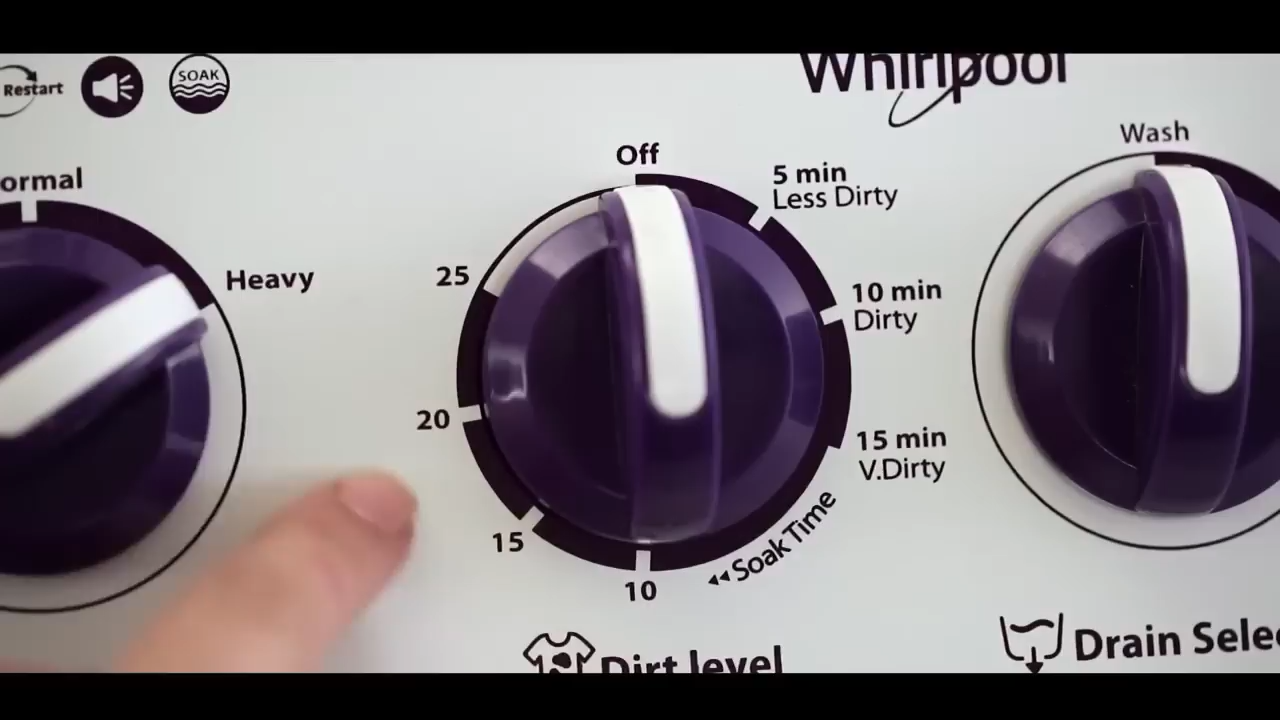 Restart
SOAK
Whirlpool
ormal
Heavy
Off
5 min
Less Dirty
10 min
Dirty
15 min
V.Dirty
Soak Time
10
15
20
25
Dirt level
Wash
Drain Selec